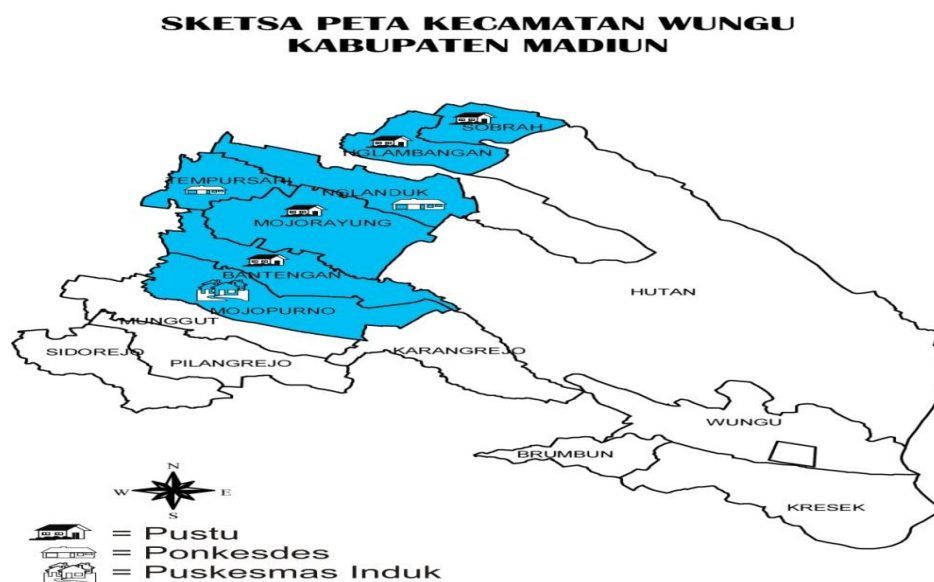 SKETSA PETA KECAMATAN WUNGU
KABUPATEN MADIUN
SOBRAH
NGLAMBANGAN
TEMPURSARI
NGLANDUK
MOJORAYUNG
BANTENGAN
HUTAN
MOJOPURNO
MUNGGUT
SIDOREJO
PILANGREJO
KARANGREJO
WUNGU
BRUMBUN
KRESEK
N
W
E
S
= Pustu
= Ponkesdes
= Puskesmas Induk